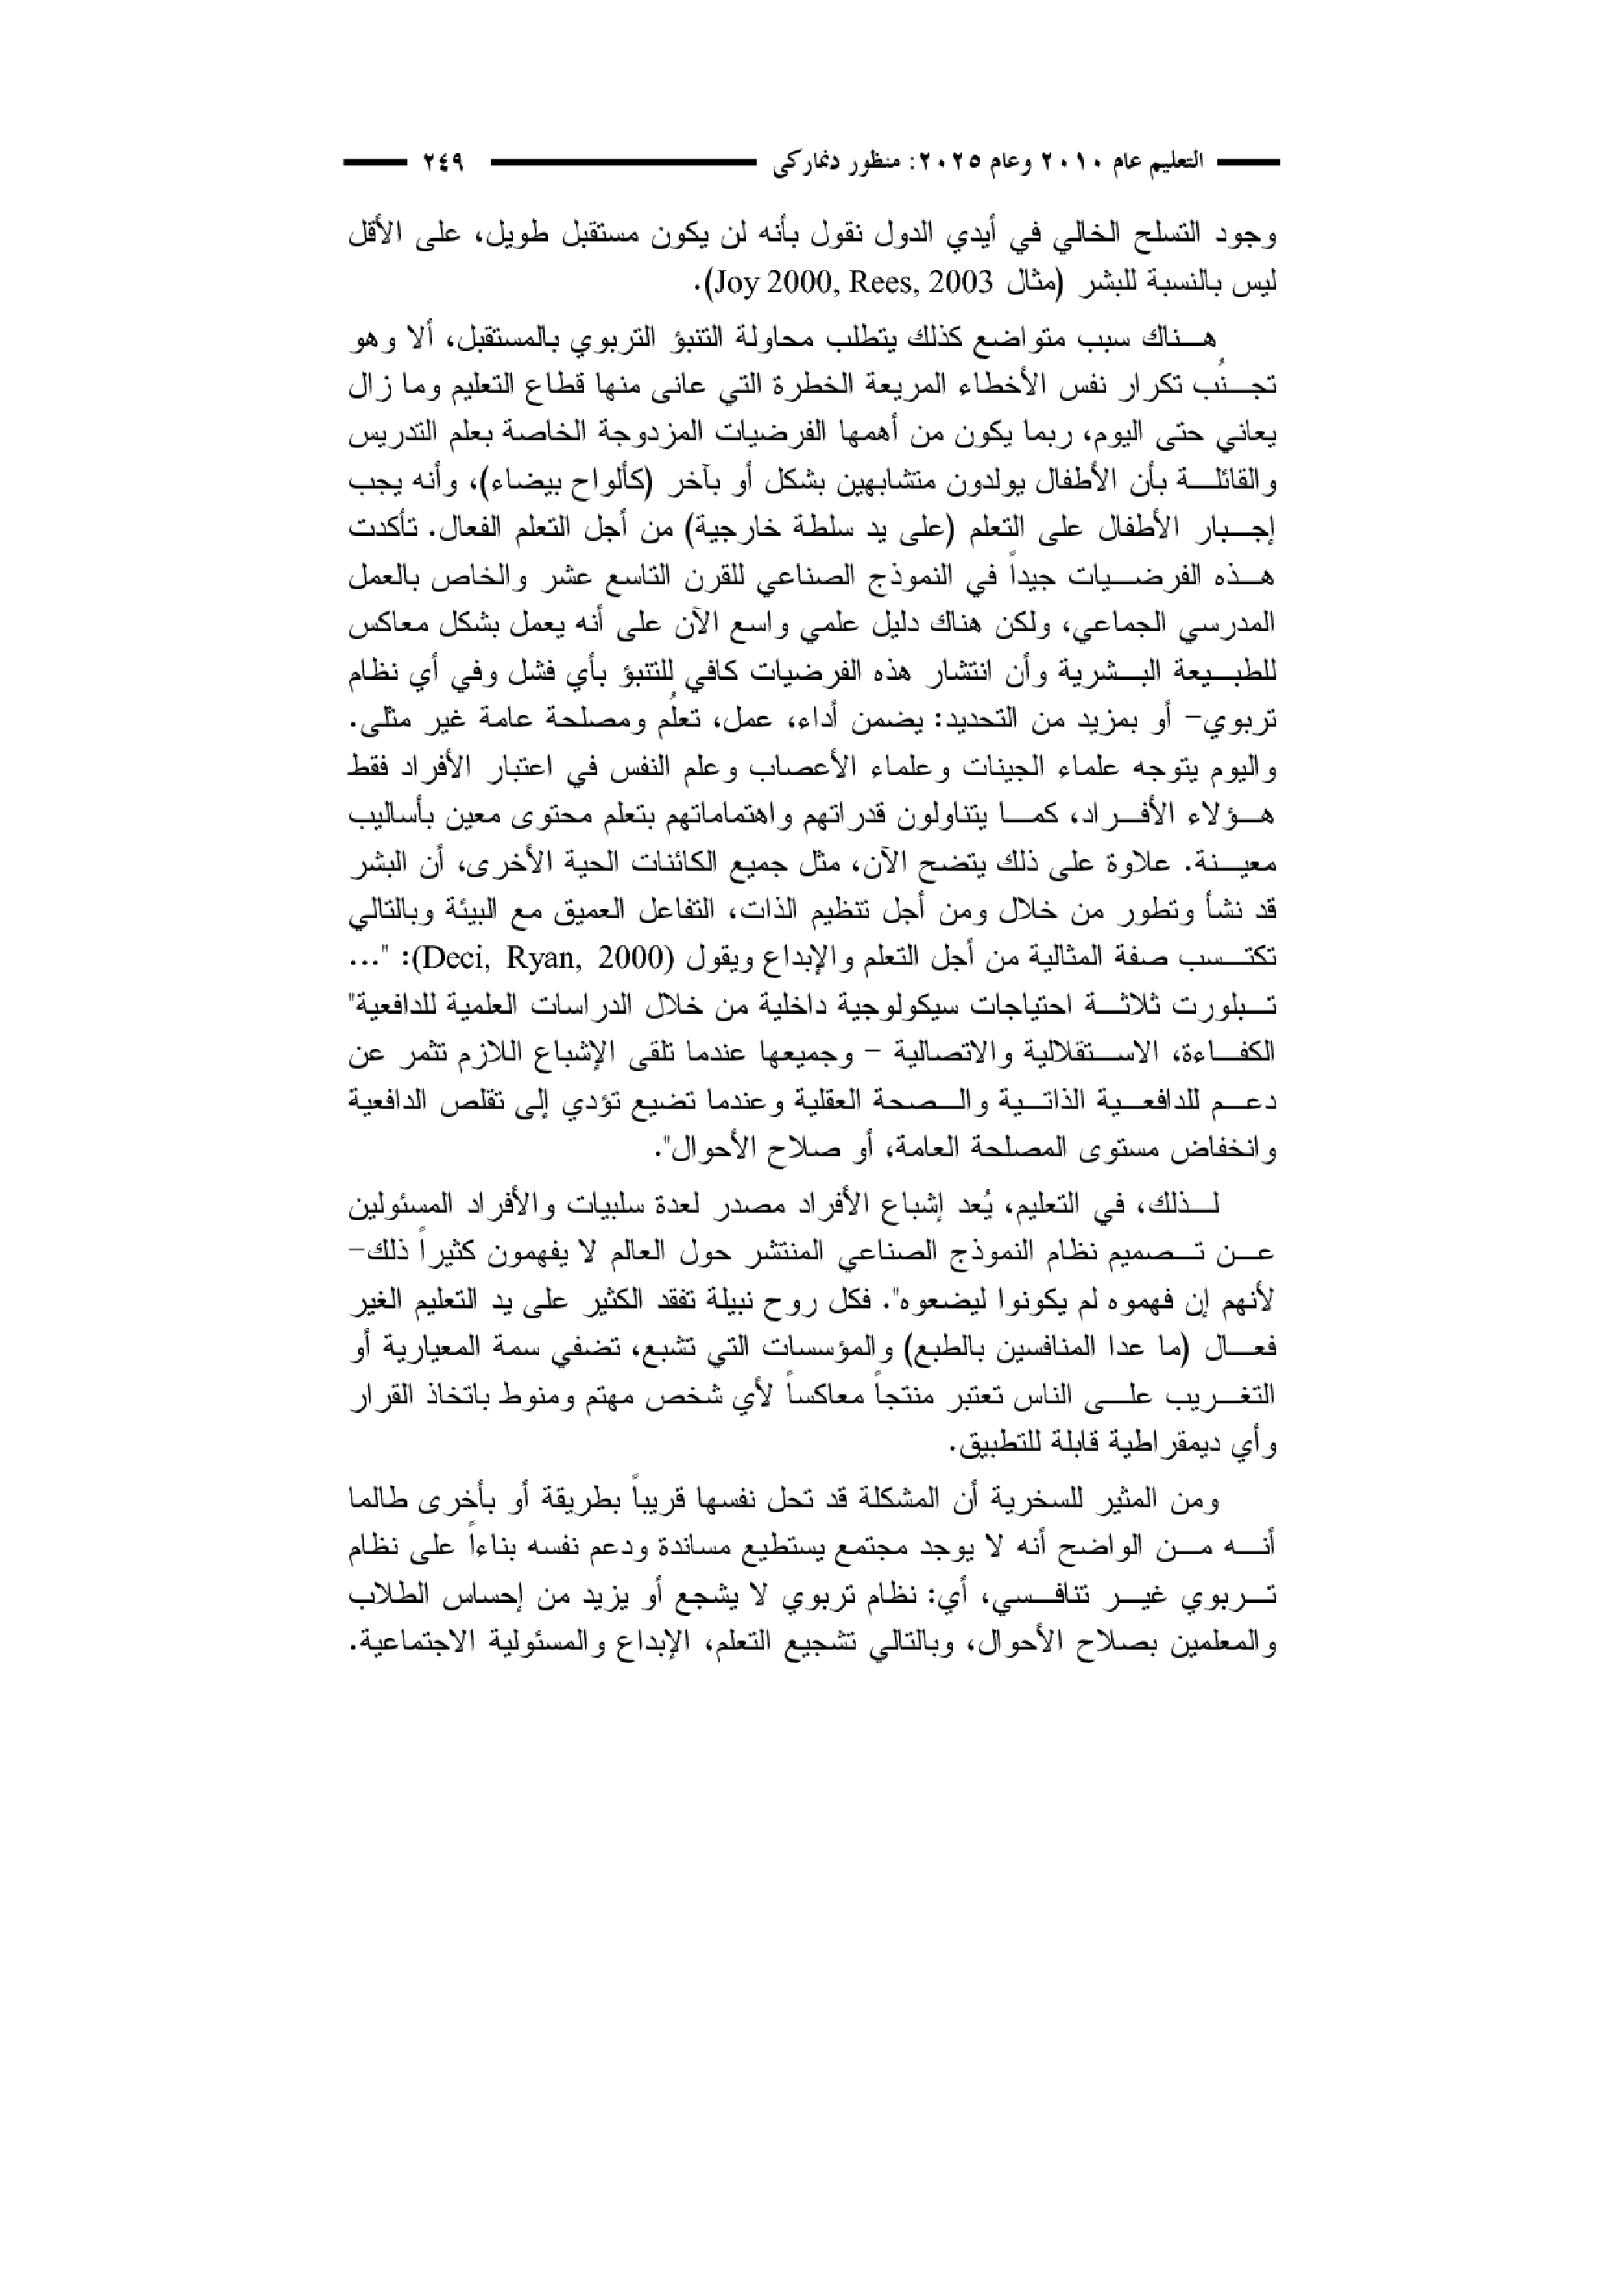 التعليم عام ٢٠١٠ وعام ٢٠٢٥: منظور دنماركى ٢٤٩
وجود التسلح الخالي في أيدي الدول نقول بأنه لن يكون مستقبل طويل، على الأقل
ليس بالنسبة للبشر (مثال Joy 2000, Rees, 2003).
هناك سبب متواضع كذلك يتطلب محاولة التنبؤ التربوي بالمستقبل، ألا وهو
تجنُب تكرار نفس الأخطاء المريعة الخطرة التي عانى منها قطاع التعليم وما زال
يعاني حتى اليوم، ربما يكون من أهمها الفرضيات المزدوجة الخاصة بعلم التدريس
والقائلة بأن الأطفال يولدون متشابهين بشكل أو بآخر (كألواح بيضاء)، وأنه يجب
إجبار الأطفال على التعلم (على يد سلطة خارجية) من أجل التعلم الفعال. تأكدت
هذه الفرضيات جيداً في النموذج الصناعي للقرن التاسع عشر والخاص بالعمل
المدرسي الجماعي، ولكن هناك دليل علمي واسع الآن على أنه يعمل بشكل معاكس
للطبيعة البشرية وأن انتشار هذه الفرضيات كافي للتنبؤ بأي فشل وفي أي نظام
تربوي- أو بمزيد من التحديد: يضمن أداء، عمل، تعلُم ومصلحة عامة غير مثلى.
واليوم يتوجه علماء الجينات وعلماء الأعصاب وعلم النفس في اعتبار الأفراد فقط
هؤلاء الأفراد، كما يتناولون قدراتهم واهتماماتهم بتعلم محتوى معين بأساليب
معينة. علاوة على ذلك يتضح الآن، مثل جميع الكائنات الحية الأخرى، أن البشر
قد نشأ وتطور من خلال ومن أجل تنظيم الذات، التفاعل العميق مع البيئة وبالتالي
تكتسب صفة المثالية من أجل التعلم والإبداع ويقول (Deci, Ryan, 2000): "...
تبلورت ثلاثة احتياجات سيكولوجية داخلية من خلال الدراسات العلمية للدافعية"
الكفاءة، الاستقلالية والاتصالية – وجميعها عندما تلقى الإشباع اللازم تثمر عن
دعم للدافعية الذاتية والصحة العقلية وعندما تضيع تؤدي إلى تقلص الدافعية
وانخفاض مستوى المصلحة العامة، أو صلاح الأحوال".
لذلك، في التعليم، يُعد إشباع الأفراد مصدر لعدة سلبيات والأفراد المسئولين
عن تصميم نظام النموذج الصناعي المنتشر حول العالم لا يفهمون كثيراً ذلك-
لأنهم إن فهموه لم يكونوا ليضعوه". فكل روح نبيلة تفقد الكثير على يد التعليم الغير
فعال (ما عدا المنافسين بالطبع) والمؤسسات التي تشبع، تضفي سمة المعيارية أو
التغريب على الناس تعتبر منتجاً معاكساً لأي شخص مهتم ومنوط باتخاذ القرار
وأي ديمقراطية قابلة للتطبيق.
ومن المثير للسخرية أن المشكلة قد تحل نفسها قريباً بطريقة أو بأخرى طالما
أنه من الواضح أنه لا يوجد مجتمع يستطيع مساندة ودعم نفسه بناءاً على نظام
تربوي غير تنافسي، أي: نظام تربوي لا يشجع أو يزيد من إحساس الطلاب
والمعلمين بصلاح الأحوال، وبالتالي تشجيع التعلم، الإبداع والمسئولية الاجتماعية.